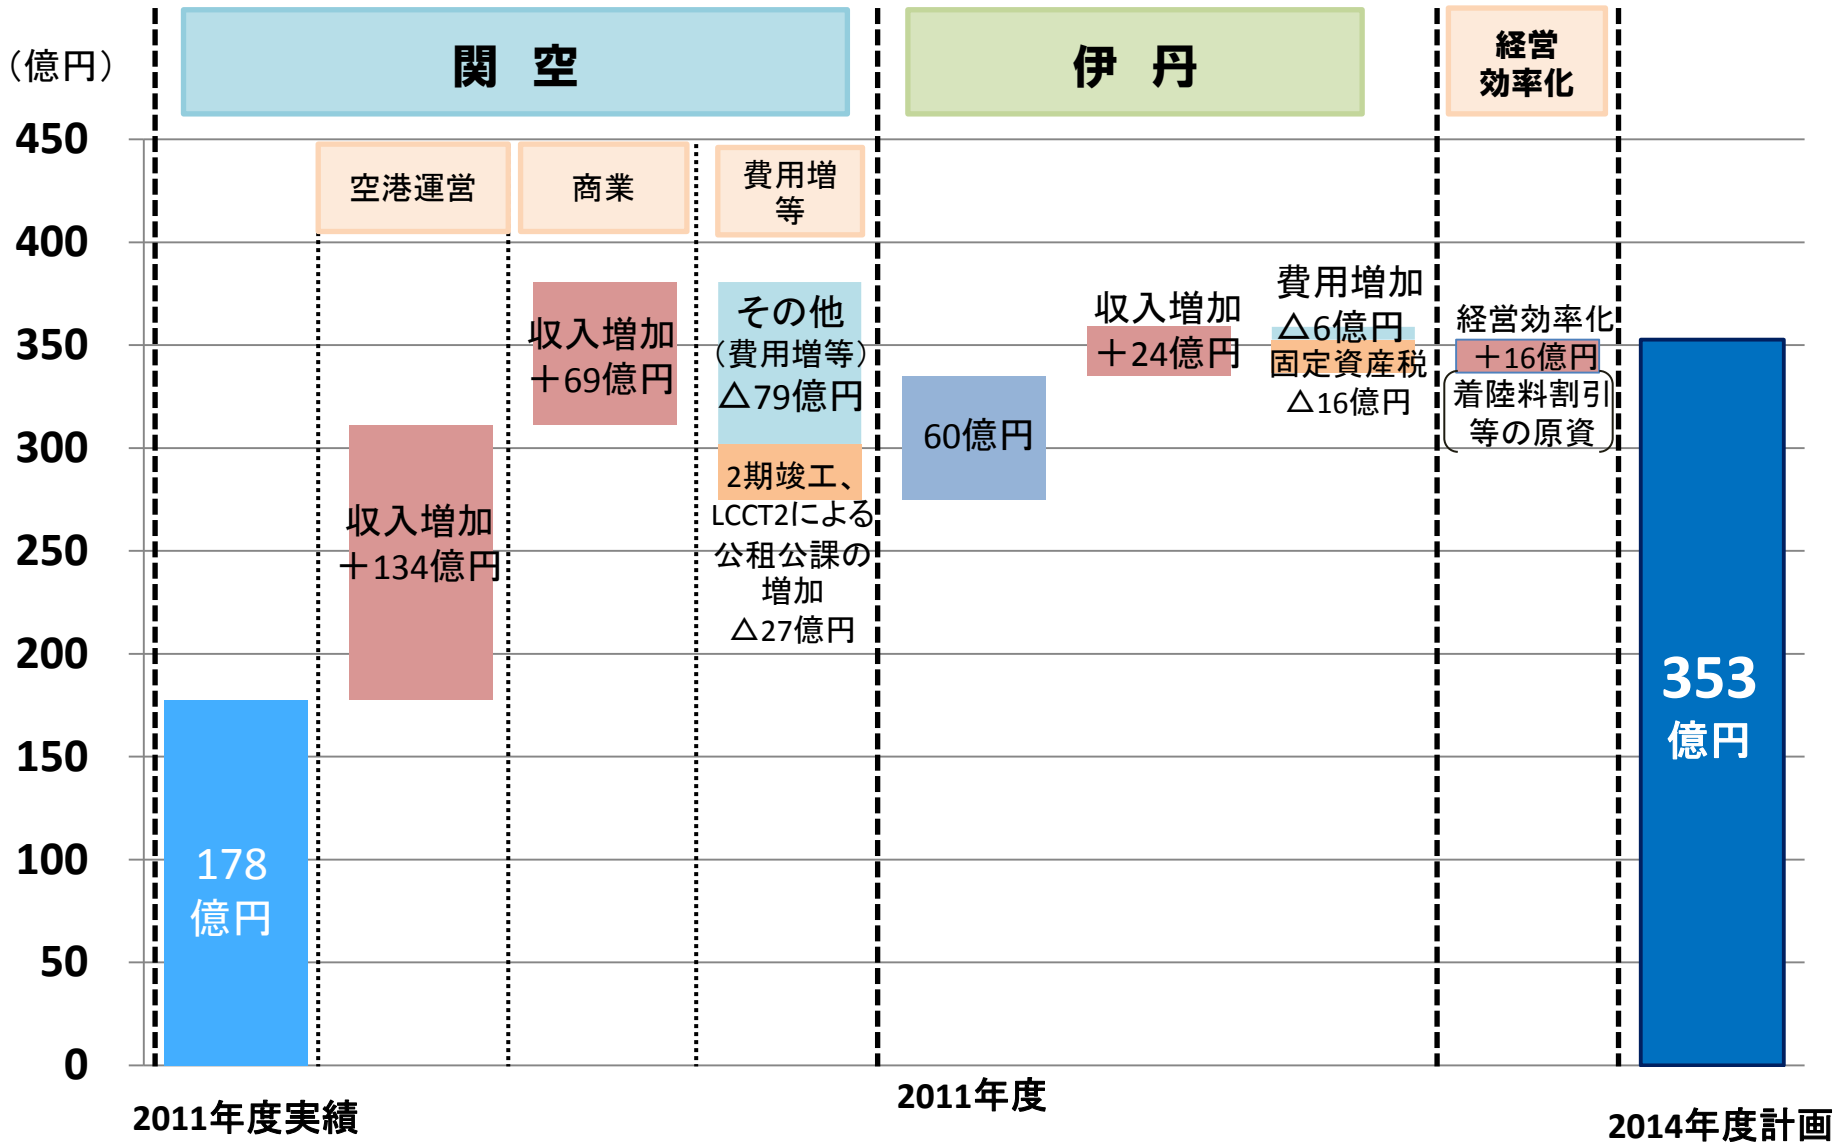 （億円）
関 空
伊 丹
経営
効率化
450
400
350
300
250
200
150
100
50
0
空港運営
商業
費用増
等
178
億円
収入増加
＋134億円
収入増加
＋69億円
その他
（費用増等）
△79億円
2期竣工、
LCCT2による
公租公課の
増加
△27億円
60億円
収入増加
＋24億円
費用増加
△6億円
固定資産税
△16億円
経営効率化
＋16億円
着陸料割引
等の原資
353
億円
2011年度実績
2011年度
2014年度計画